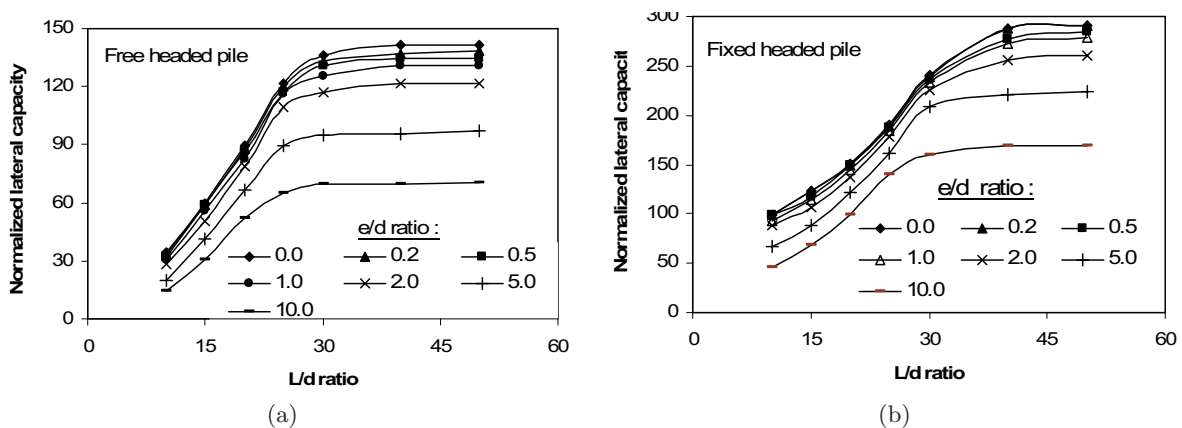 Free headed pile
Normalized lateral capacity
150
120
90
60
30
0
e/d ratio :
0.0 0.2 0.5
1.0 2.0 5.0
10.0
0 15 30 45 60
L/d ratio
(a)
Fixed headed pile
Normalized lateral capacit
300
250
200
150
100
50
0
e/d ratio :
0.0 0.2 0.5
1.0 2.0 5.0
10.0
0 15 30 45 60
L/d ratio
(b)